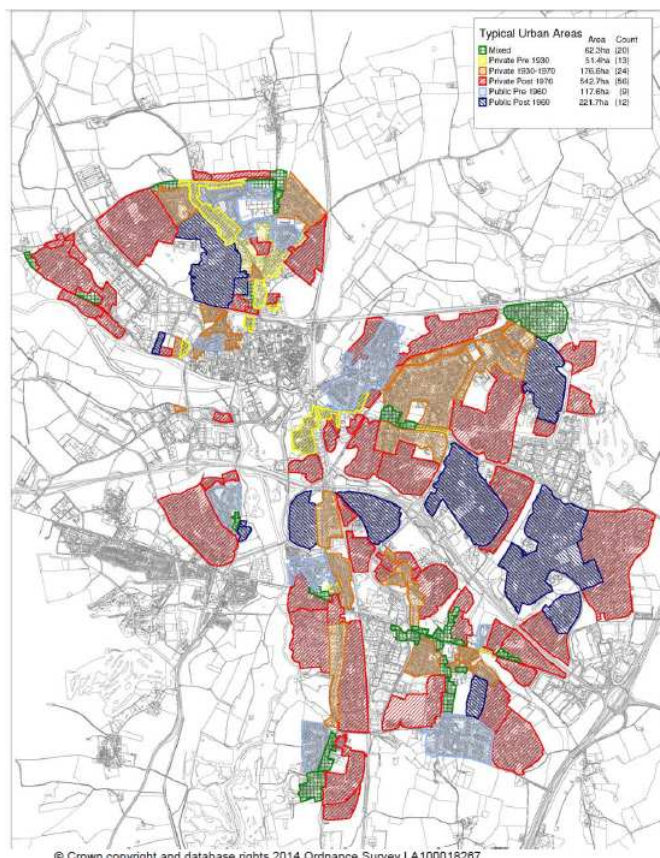 Typical Urban Areas Area Count
Mixed 62.3ha (20)
Private Pre 1930 51.4ha (13)
Private 1930-1970 176.6ha (24)
Private Post 1970 542.7ha (56)
Public Pre 1960 117.6ha (9)
Public Post 1960 221.7ha (12)
© Crown copyright and database rights 2014 Ordnance Survey LA100018267